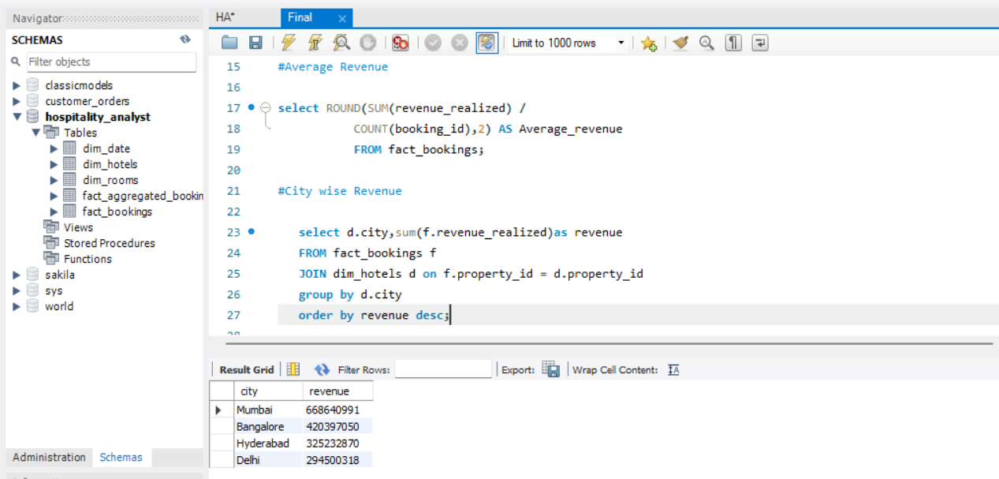 Navigator
HA*
Final
SCHEMAS
Limit to 1000 rows
Filter objects
classicmodels
customer_orders
hospitality_analyst
Tables
dim_date
dim_hotels
dim_rooms
fact_aggregated_bookin
fact_bookings
Views
Stored Procedures
Functions
sakila
sys
world
Administration Schemas
15 #Average Revenue
16
17 select ROUND(SUM(revenue_realized) /
18 COUNT(booking_id),2) AS Average_revenue
19 FROM fact_bookings;
20
21 #City wise Revenue
22
23 select d.city,sum(f.revenue_realized)as revenue
24 FROM fact_bookings f
25 JOIN dim_hotels d on f.property_id = d.property_id
26 group by d.city
27 order by revenue desc;
28
Result Grid Filter Rows: Export: Wrap Cell Content:
city revenue
Mumbai 668640991
Bangalore 420397050
Hyderabad 325232870
Delhi 294500318